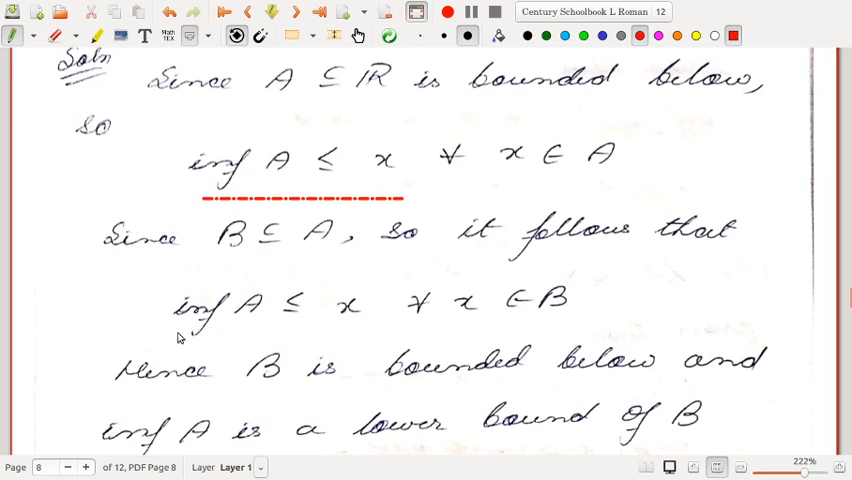 Century Schoolbook L Roman 12
Math TEX
Soln Since A ⊆ ℝ is bounded below,
so
inf A ≤ x ∀ x ∈ A
Since B ⊆ A, so it follows that
inf A ≤ x ∀ x ∈ B
Hence B is bounded below and
inf A is a lower bound of B
Page 8 of 12, PDF Page 8 Layer Layer 1 222%